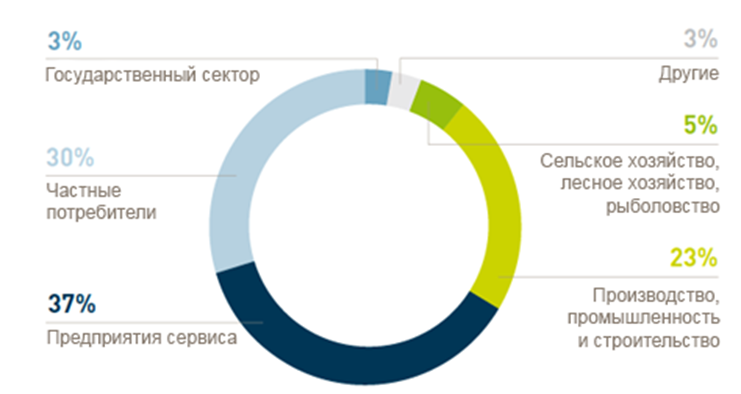 3%
Государственный сектор
30%
Частные
потребители
37%
Предприятия сервиса
3%
Другие
5%
Сельское хозяйство,
лесное хозяйство,
рыболовство
23%
Производство,
промышленность
и строительство